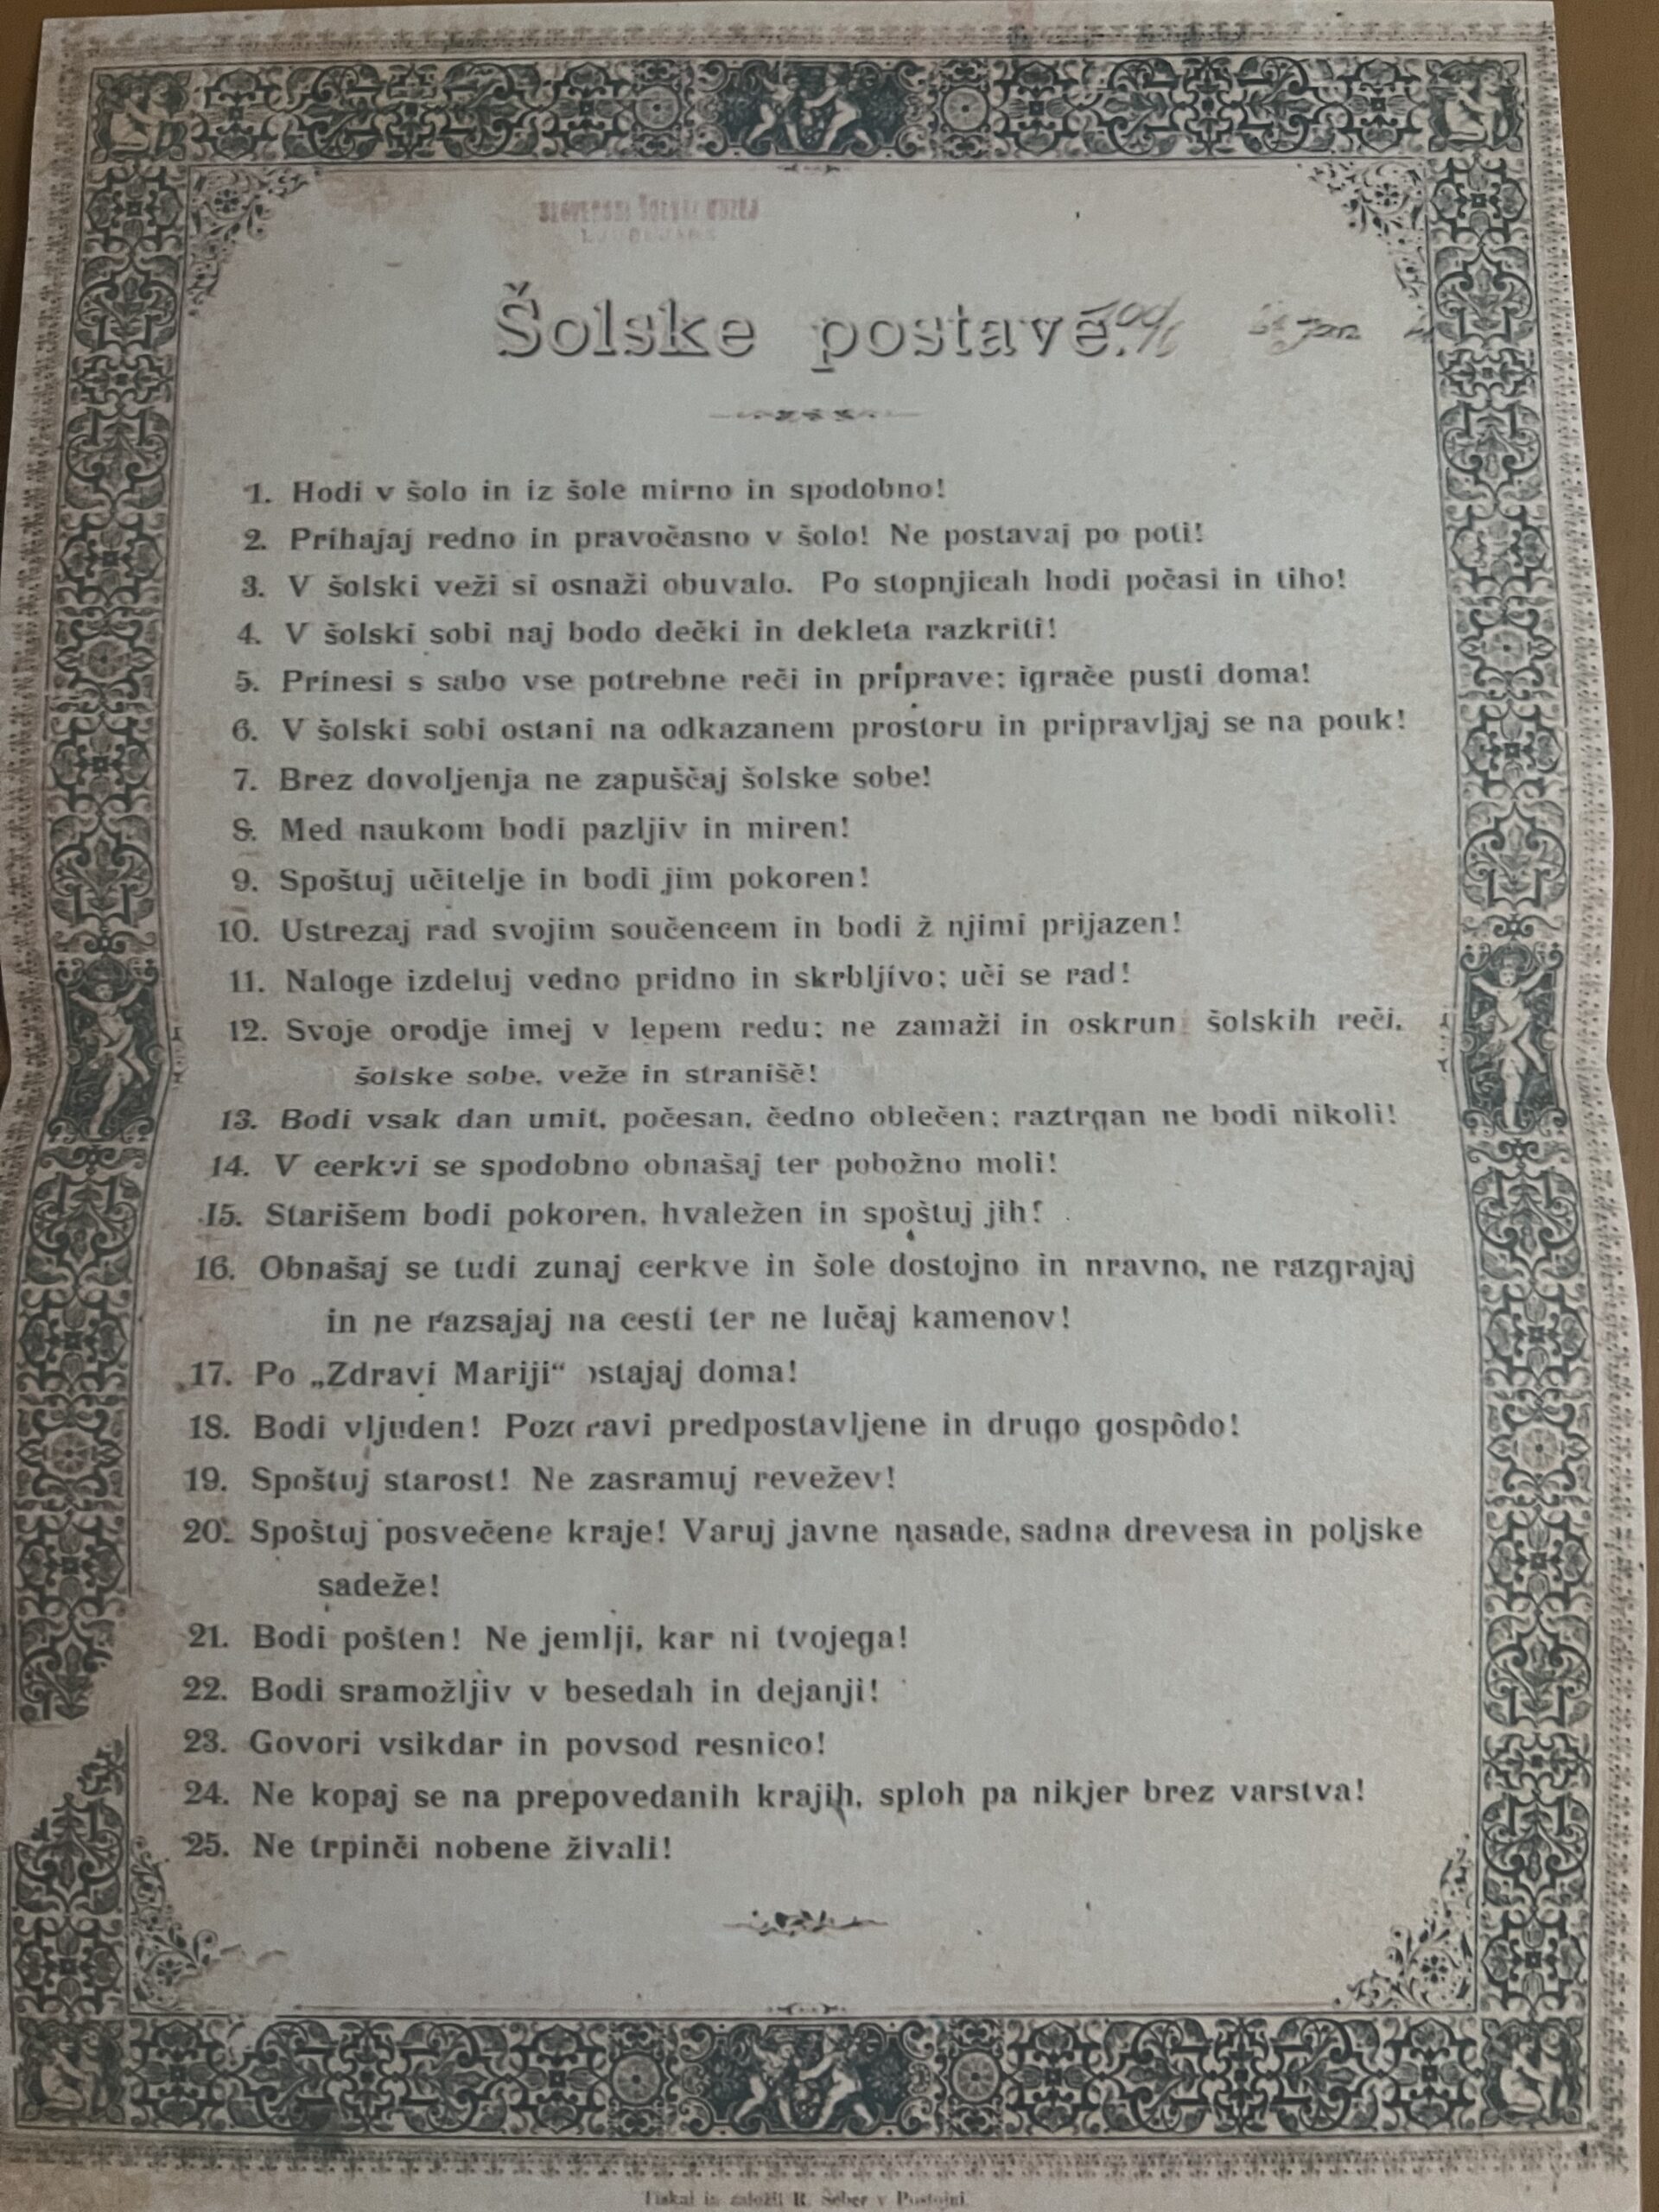 SLOVENSKI ŠOLSKI MUZEJ
LJUBLJANA
Šolske postave.
1. Hodi v šolo in iz šole mirno in spodobno!
2. Prihajaj redno in pravočasno v šolo! Ne postavaj po poti!
3. V šolski veži si osnaži obuvalo. Po stopnjicah hodi počasi in tiho!
4. V šolski sobi naj bodo dečki in dekleta razkriti!
5. Prinesi s sabo vse potrebne reči in priprave; igrače pusti doma!
6. V šolski sobi ostani na odkazanem prostoru in pripravljaj se na pouk!
7. Brez dovoljenja ne zapuščaj šolske sobe!
8. Med naukom bodi pazljiv in miren!
9. Spoštuj učitelje in bodi jim pokoren!
10. Ustrezaj rad svojim součencem in bodi ž njimi prijazen!
11. Naloge izdeluj vedno pridno in skrbljivo; uči se rad!
12. Svoje orodje imej v lepem redu; ne zamaži in oskruni šolskih reči,
šolske sobe, veže in stranišč!
13. Bodi vsak dan umit, počesan, čedno oblečen; raztrgan ne bodi nikoli!
14. V cerkvi se spodobno obnašaj ter pobožno moli!
15. Starišem bodi pokoren, hvaležen in spoštuj jih!
16. Obnašaj se tudi zunaj cerkve in šole dostojno in nravno, ne razgrajaj
in ne razsajaj na cesti ter ne lučaj kamenov!
17. Po „Zdravi Mariji“ ostajaj doma!
18. Bodi vljuden! Pozdravi predpostavljene in drugo gospôdo!
19. Spoštuj starost! Ne zasramuj revežev!
20. Spoštuj posvečene kraje! Varuj javne nasade, sadna drevesa in poljske
sadeže!
21. Bodi pošten! Ne jemlji, kar ni tvojega!
22. Bodi sramožljiv v besedah in dejanji!
23. Govori vsikdar in povsod resnico!
24. Ne kopaj se na prepovedanih krajih, sploh pa nikjer brez varstva!
25. Ne trpinči nobene živali!
Tiskal in založil R. Šeber v Postojni.